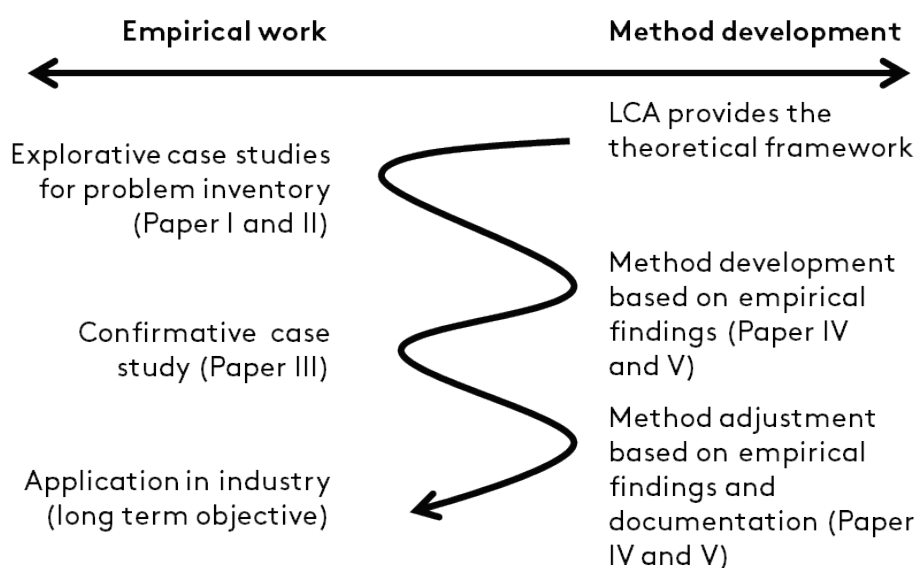 Empirical work
Method development
LCA provides the
theoretical framework
Explorative case studies
for problem inventory
(Paper I and II)
Method development
based on empirical
findings (Paper IV
and V)
Confirmative case
study (Paper III)
Method adjustment
based on empirical
findings and
documentation (Paper
IV and V)
Application in industry
(long term objective)